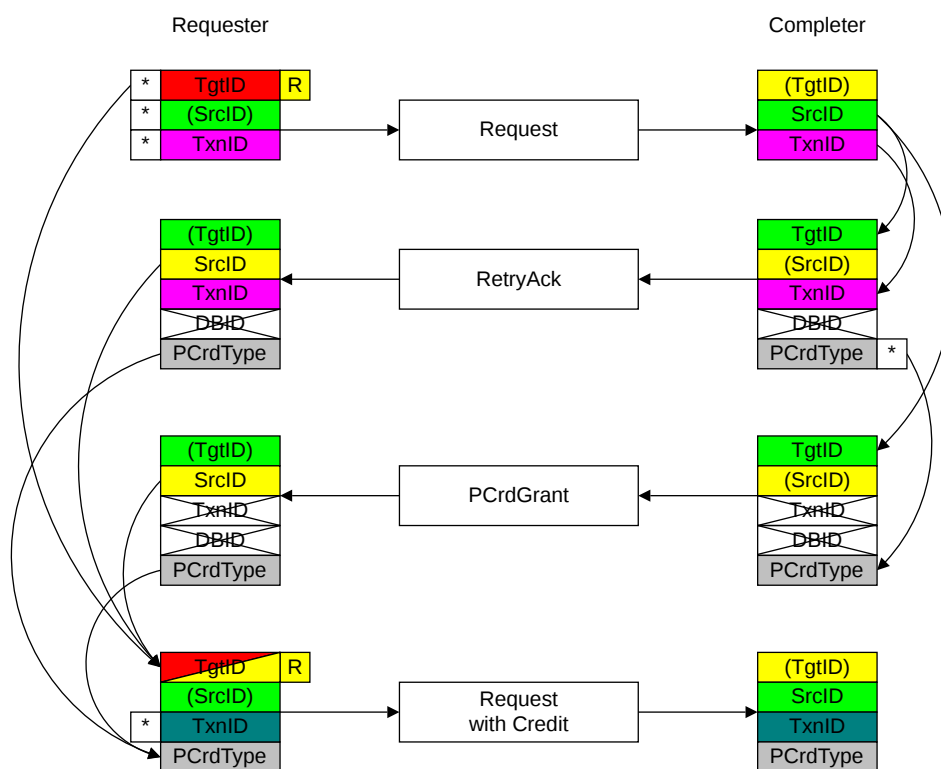 Requester
Completer
* TgtID R
* (SrcID)
* TxnID
Request
(TgtID)
SrcID
TxnID
(TgtID)
SrcID
TxnID
DBID
PCrdType
RetryAck
TgtID
(SrcID)
TxnID
DBID
PCrdType *
(TgtID)
SrcID
TxnID
DBID
PCrdType
PCrdGrant
TgtID
(SrcID)
TxnID
DBID
PCrdType
TgtID R
(SrcID)
* TxnID
PCrdType
Request
with Credit
(TgtID)
SrcID
TxnID
PCrdType